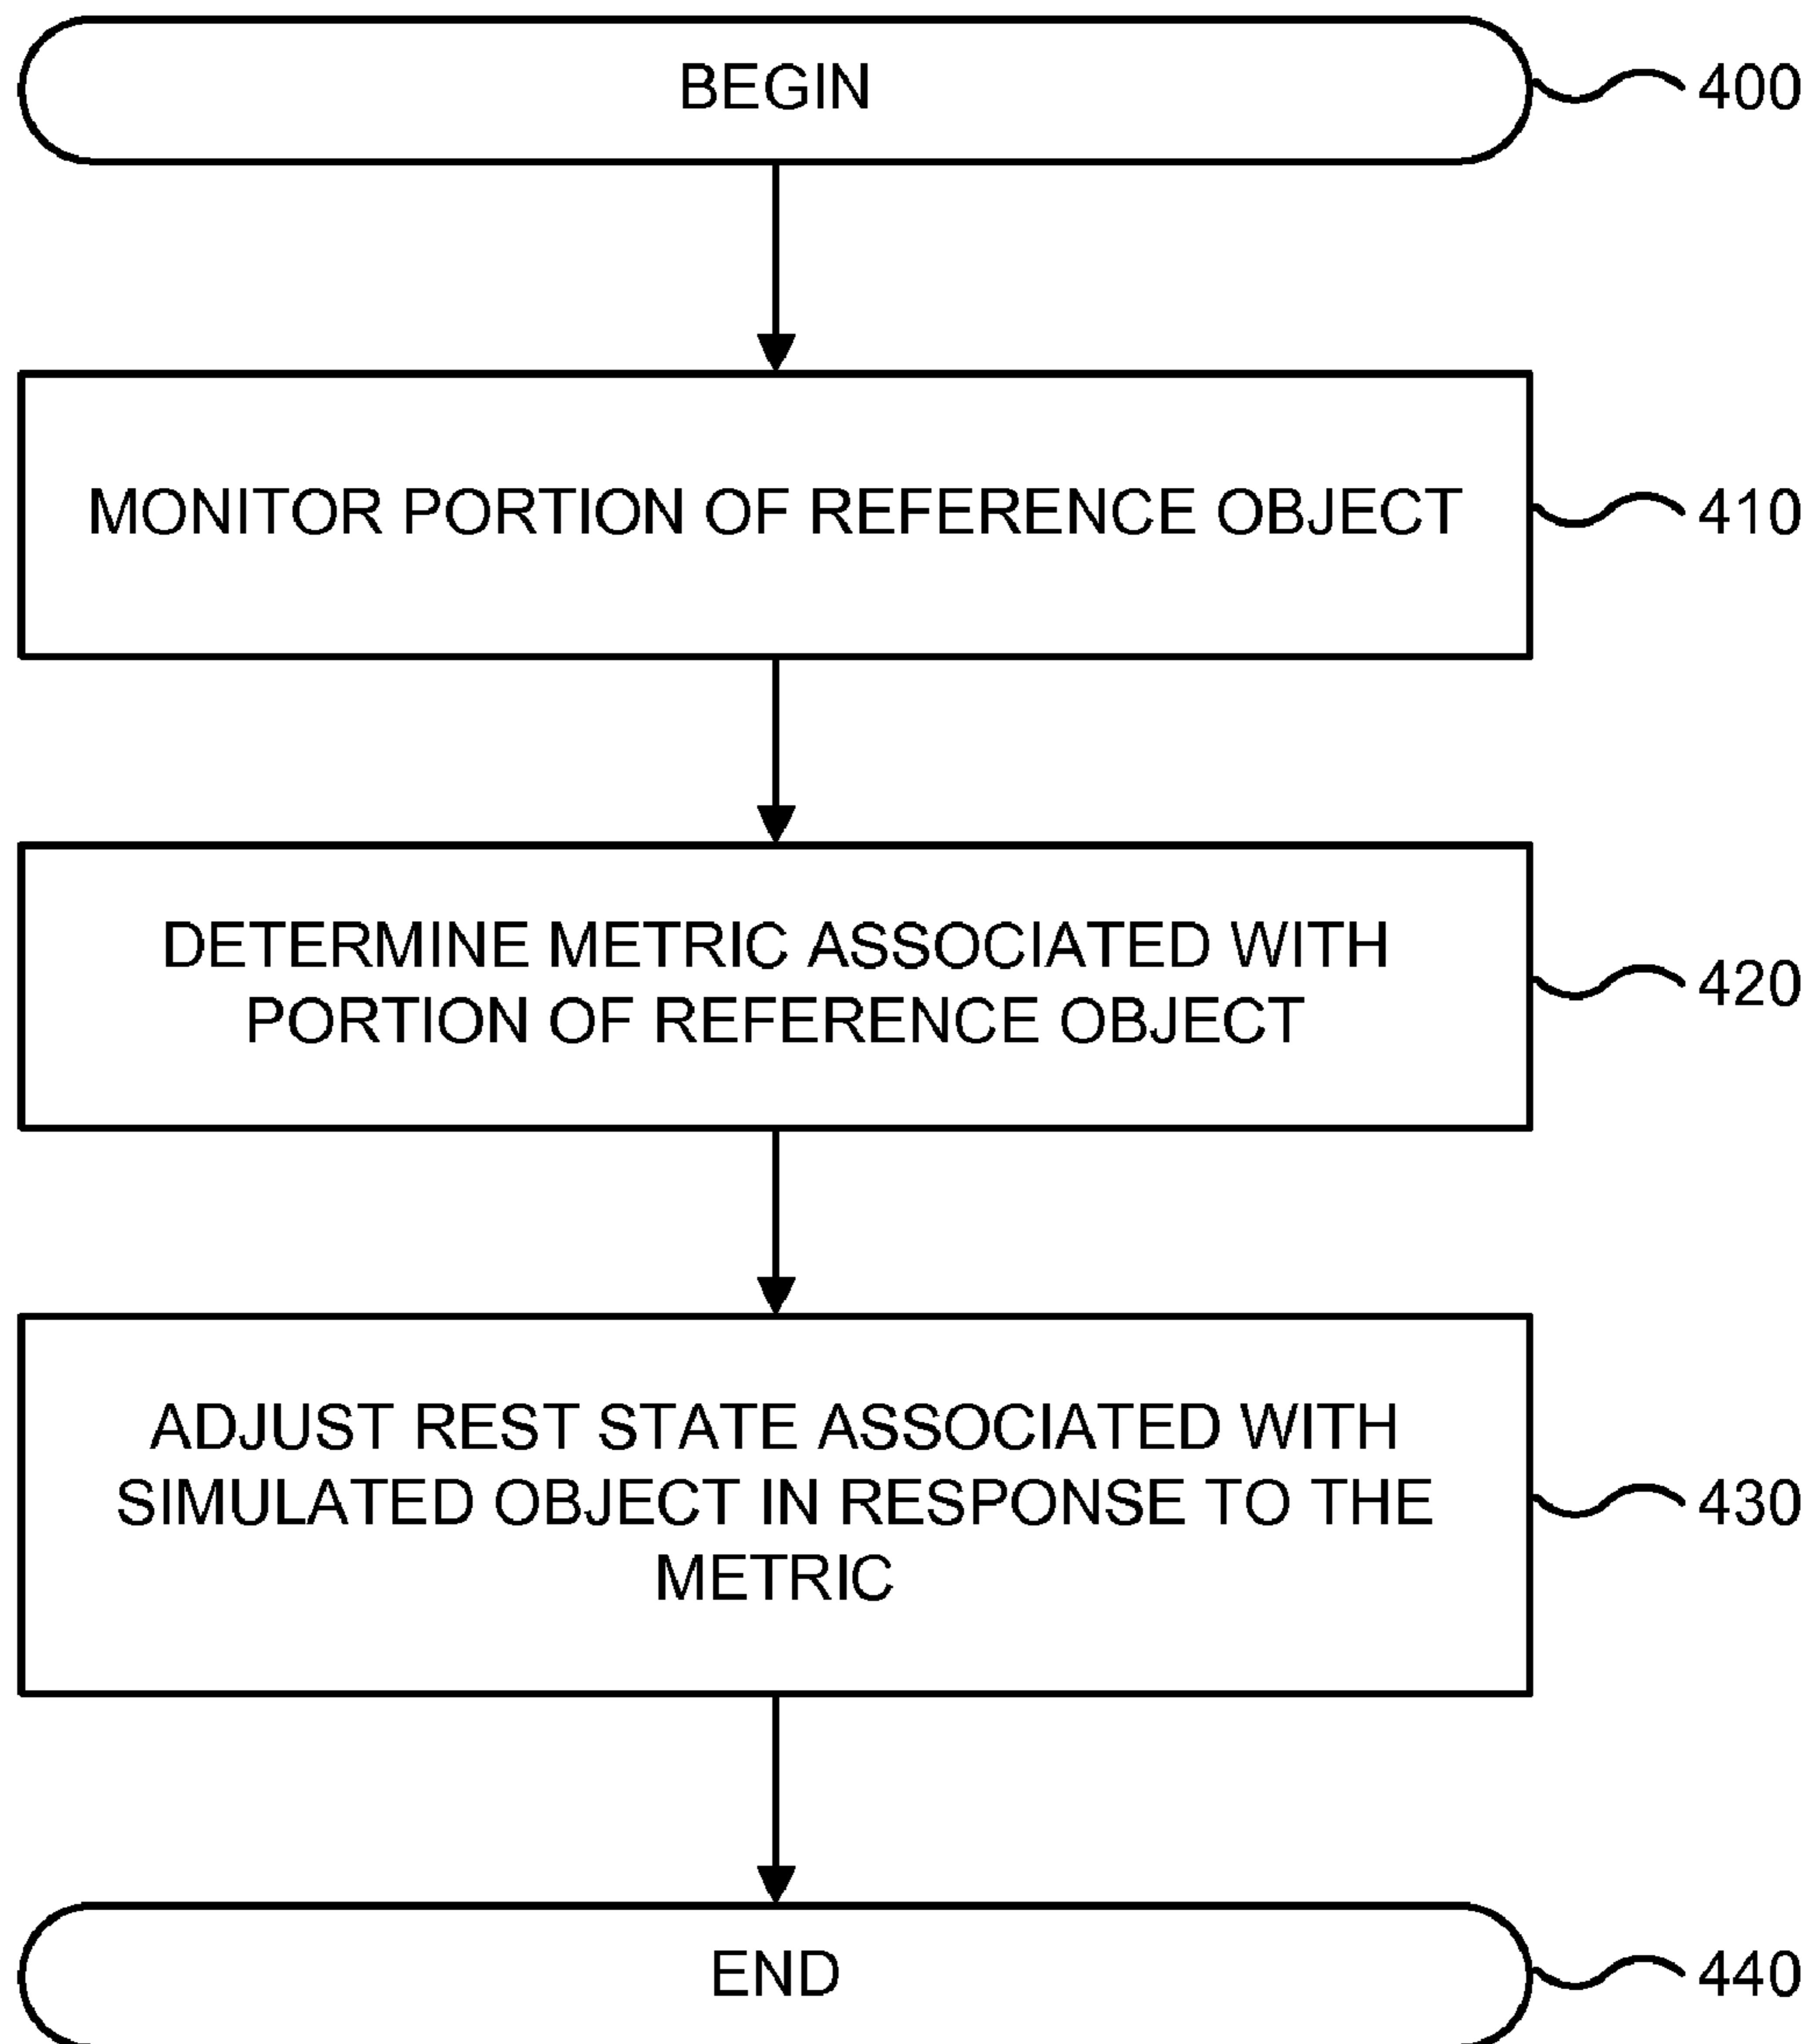 BEGIN
400
MONITOR PORTION OF REFERENCE OBJECT
410
DETERMINE METRIC ASSOCIATED WITH
PORTION OF REFERENCE OBJECT
420
ADJUST REST STATE ASSOCIATED WITH
SIMULATED OBJECT IN RESPONSE TO THE
METRIC
430
END
440